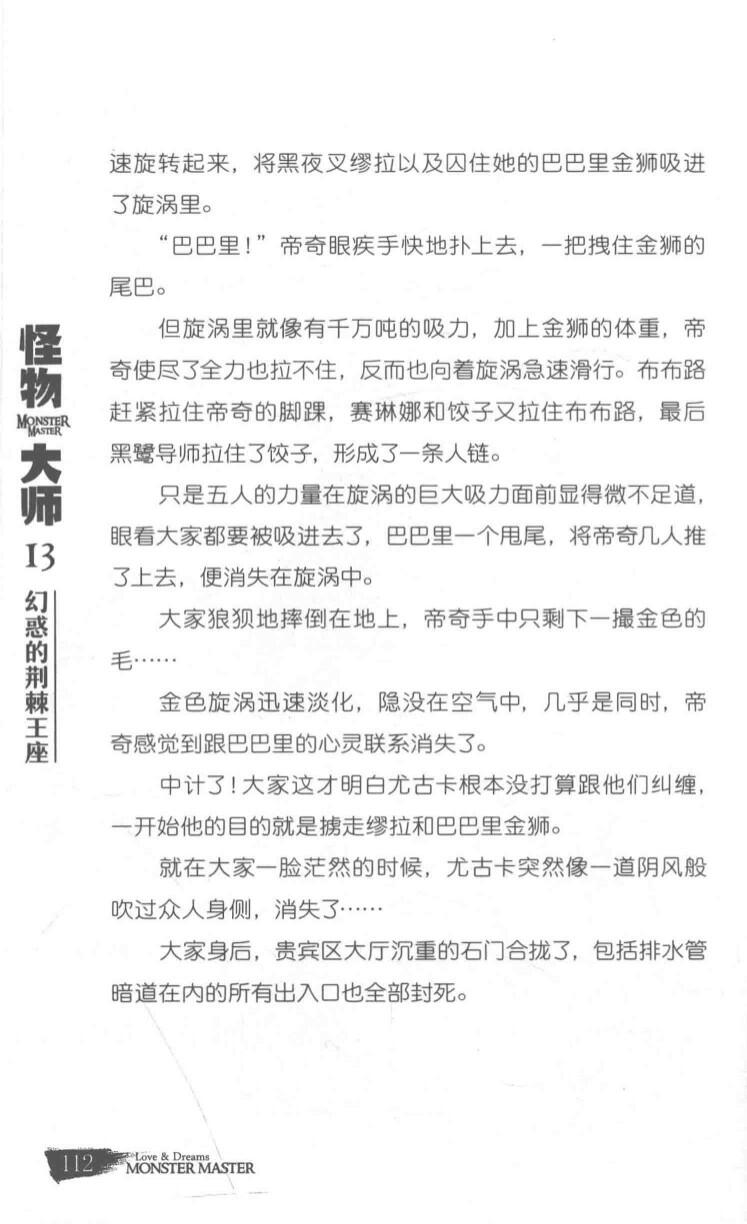 速旋转起来，将黑夜叉缪拉以及囚住她的巴巴里金狮吸进
了旋涡里。
“巴巴里！”帝奇眼疾手快地扑上去，一把拽住金狮的
尾巴。
但旋涡里就像有千万吨的吸力，加上金狮的体重，帝
奇使尽了全力也拉不住，反而也向着旋涡急速滑行。布布路
赶紧拉住帝奇的脚踝，赛琳娜和饺子又拉住布布路，最后
黑鹭导师拉住了饺子，形成了一条人链。
只是五人的力量在旋涡的巨大吸力面前显得微不足道，
眼看大家都要被吸进去了，巴巴里一个甩尾，将帝奇几人推
了上去，便消失在旋涡中。
大家狼狈地摔倒在地上，帝奇手中只剩下一撮金色的
毛……
金色旋涡迅速淡化，隐没在空气中，几乎是同时，帝
奇感觉到跟巴巴里的心灵联系消失了。
中计了！大家这才明白尤古卡根本没打算跟他们纠缠，
一开始他的目的就是掳走缪拉和巴巴里金狮。
就在大家一脸茫然的时候，尤古卡突然像一道阴风般
吹过众人身侧，消失了……
大家身后，贵宾区大厅沉重的石门合拢了，包括排水管
暗道在内的所有出入口也全部封死。
怪物
MONSTER
MASTER
大师
13
幻惑的荆棘王座
112
Love & Dreams
MONSTER MASTER